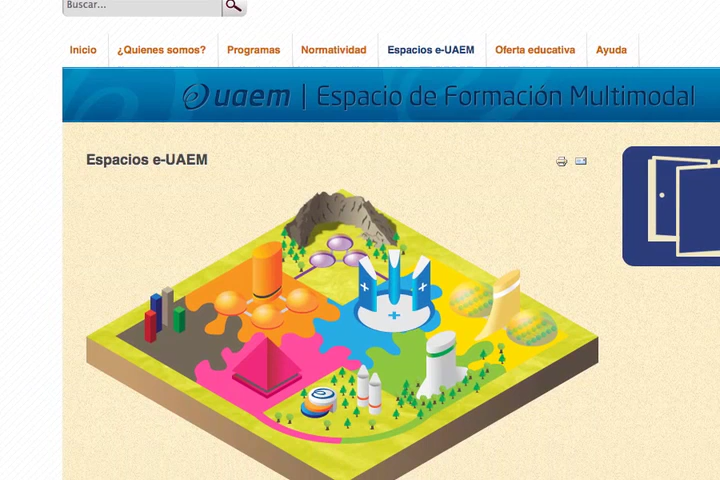 Buscar...
Inicio
¿Quienes somos?
Programas
Normatividad
Espacios e-UAEM
Oferta educativa
Ayuda
e uaem | Espacio de Formación Multimodal
Espacios e-UAEM